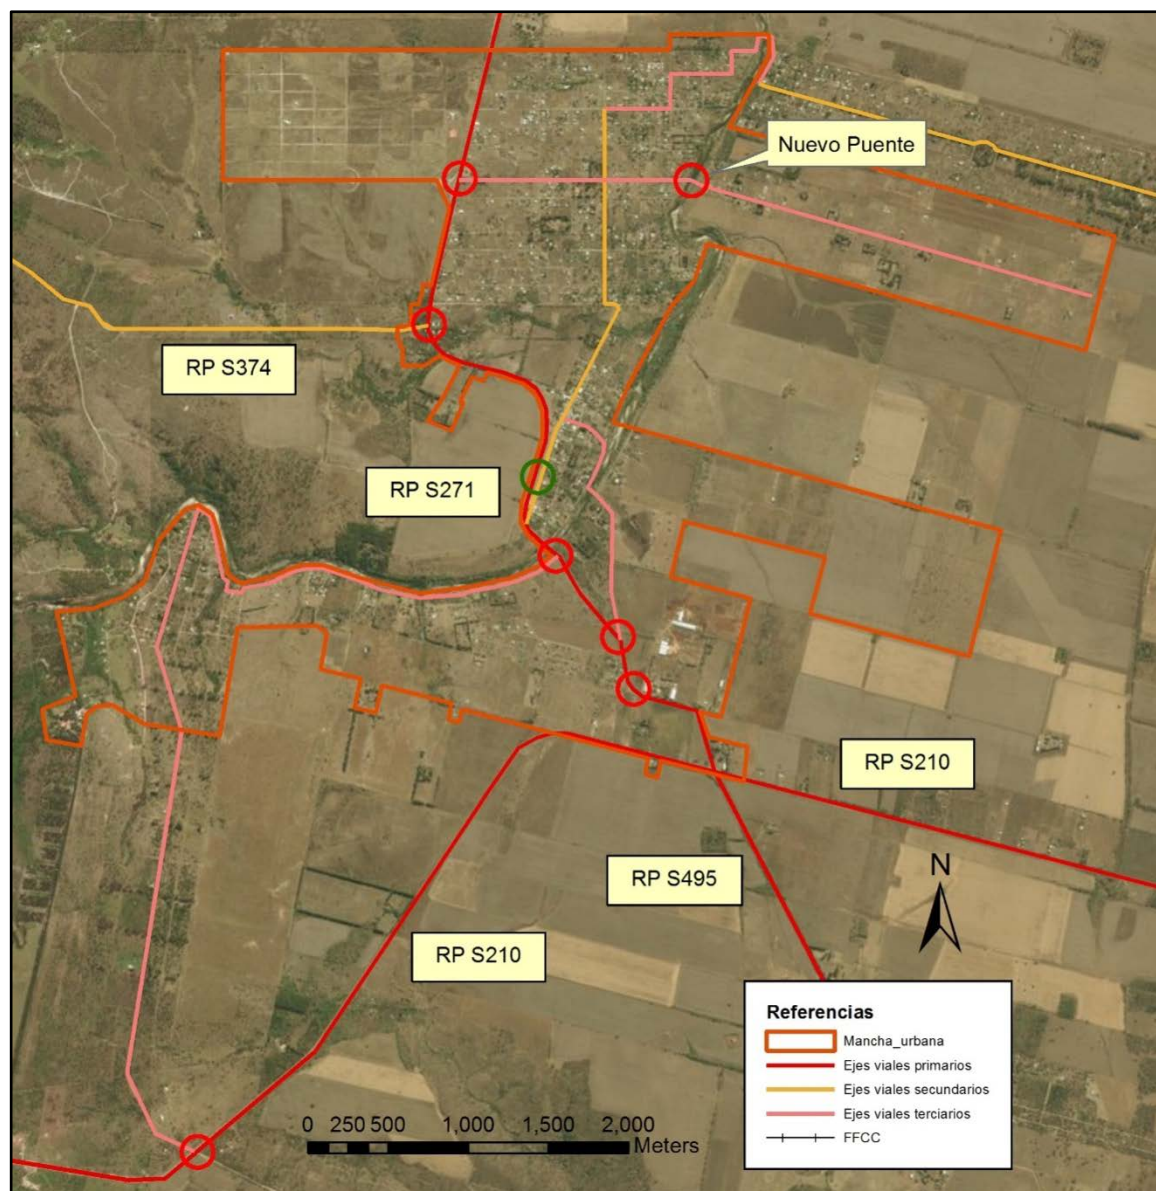 Nuevo Puente
RP S374
RP S271
RP S210
RP S495
N
RP S210
Referencias
Mancha_urbana
Ejes viales primarios
Ejes viales secundarios
Ejes viales terciarios
FFCC
0 250 500 1,000 1,500 2,000
Meters